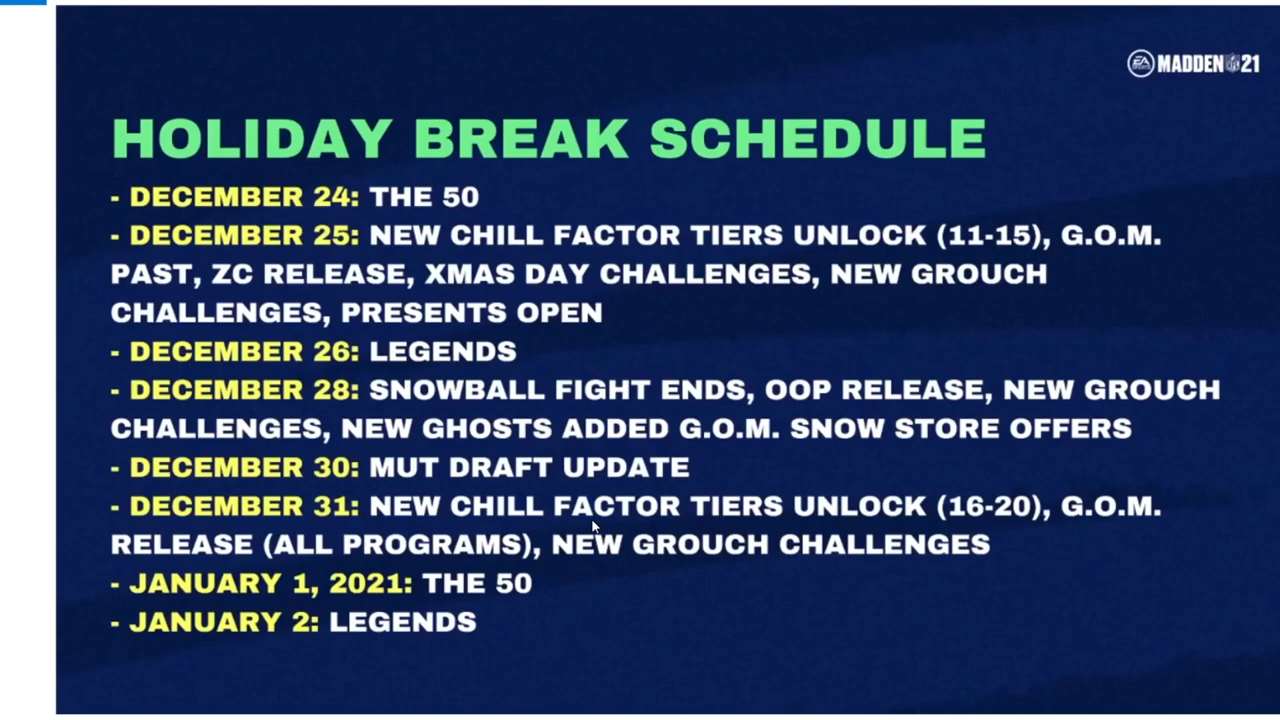 EA SPORTS MADDEN NFL 21
HOLIDAY BREAK SCHEDULE
- DECEMBER 24: THE 50
- DECEMBER 25: NEW CHILL FACTOR TIERS UNLOCK (11-15), G.O.M.
PAST, ZC RELEASE, XMAS DAY CHALLENGES, NEW GROUCH
CHALLENGES, PRESENTS OPEN
- DECEMBER 26: LEGENDS
- DECEMBER 28: SNOWBALL FIGHT ENDS, OOP RELEASE, NEW GROUCH
CHALLENGES, NEW GHOSTS ADDED G.O.M. SNOW STORE OFFERS
- DECEMBER 30: MUT DRAFT UPDATE
- DECEMBER 31: NEW CHILL FACTOR TIERS UNLOCK (16-20), G.O.M.
RELEASE (ALL PROGRAMS), NEW GROUCH CHALLENGES
- JANUARY 1, 2021: THE 50
- JANUARY 2: LEGENDS